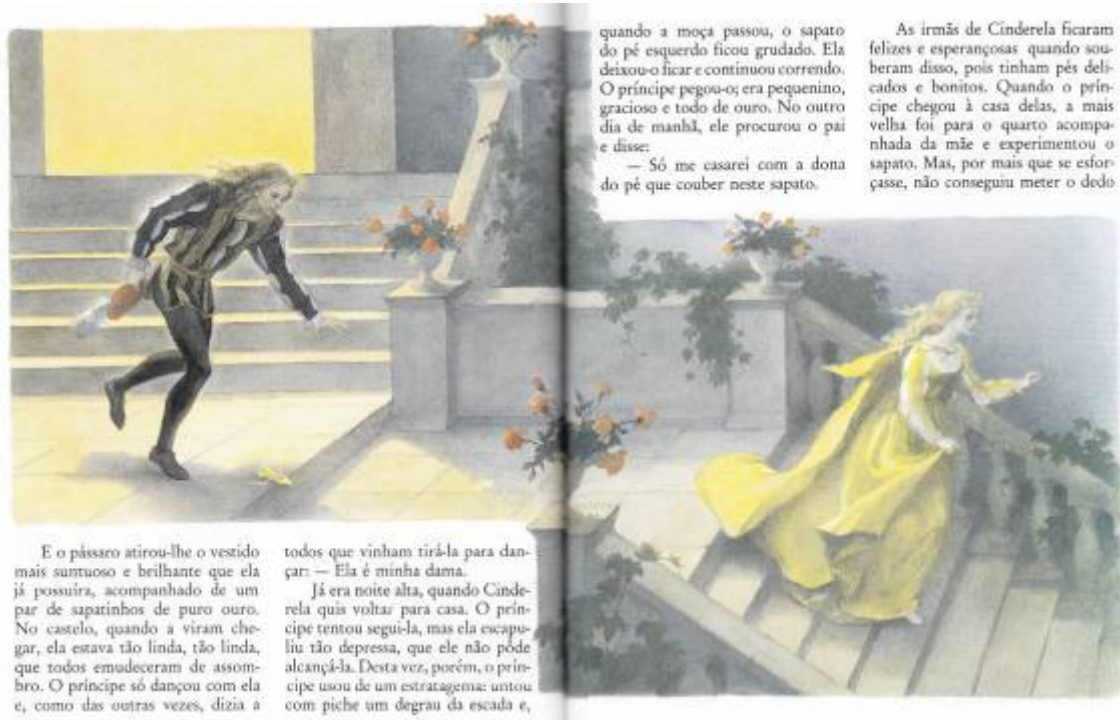 E o pássaro atirou-lhe o vestido
mais suntuoso e brilhante que ela
já possuíra, acompanhado de um
par de sapatinhos de puro ouro.
No castelo, quando a viram che-
gar, ela estava tão linda, tão linda,
que todos emudeceram de assom-
bro. O príncipe só dançou com ela
e, como das outras vezes, dizia a
todos que vinham tirá-la para dan-
çar: — Ela é minha dama.
Já era noite alta, quando Cinde-
rela quis voltar para casa. O prín-
cipe tentou segui-la, mas ela escapu-
liu tão depressa, que ele não pôde
alcançá-la. Desta vez, porém, o prín-
cipe usou de um estratagema: untou
com piche um degrau da escada e,
quando a moça passou, o sapato
do pé esquerdo ficou grudado. Ela
deixou-o ficar e continuou correndo.
O príncipe pegou-o; era pequenino,
gracioso e todo de ouro. No outro
dia de manhã, ele procurou o pai
e disse:
— Só me casarei com a dona
do pé que couber neste sapato.
As irmãs de Cinderela ficaram
felizes e esperançosas quando sou-
beram disso, pois tinham pés deli-
cados e bonitos. Quando o prín-
cipe chegou à casa delas, a mais
velha foi para o quarto acompa-
nhada da mãe e experimentou o
sapato. Mas, por mais que se esfor-
çasse, não conseguiu meter o dedo